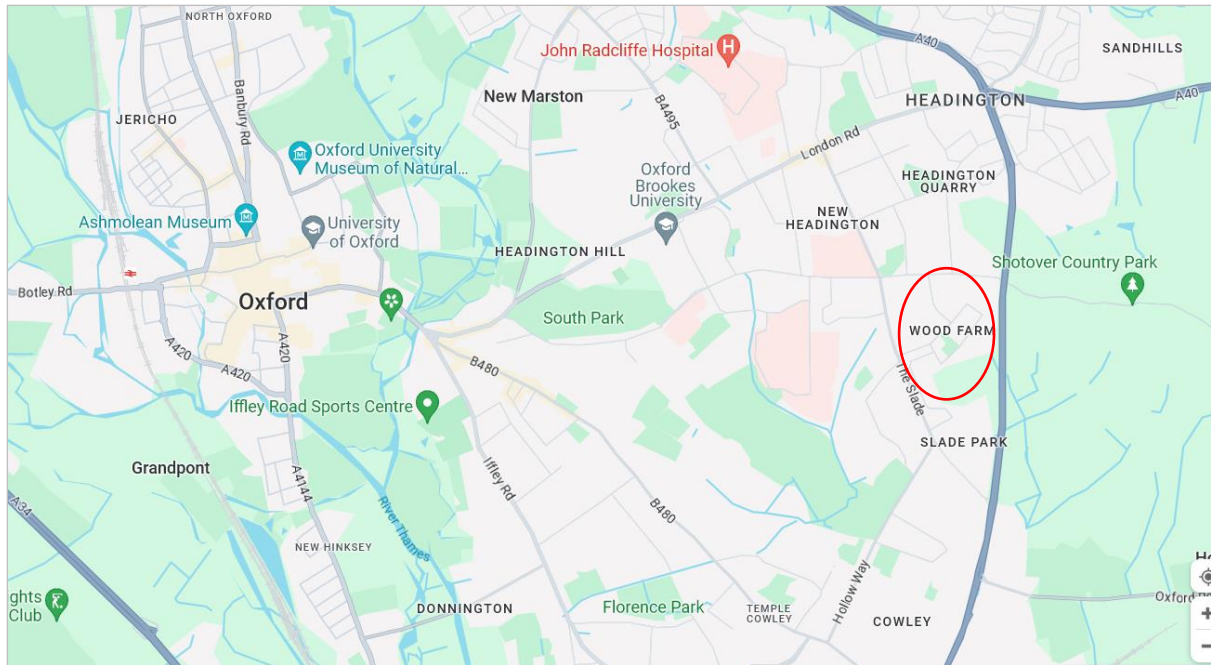 NORTH OXFORD
A40
SANDHILLS
John Radcliffe Hospital
H
New Marston
Banbury Rd
B4495
HEADINGTON
A40
JERICHO
London Rd
Oxford University
Museum of Natural...
Oxford
Brookes
University
HEADINGTON
QUARRY
Ashmolean Museum
University
of Oxford
NEW
HEADINGTON
HEADINGTON HILL
Shotover Country Park
Botley Rd
Oxford
South Park
WOOD FARM
A420
A420
A420
B480
The Slade
Iffley Road Sports Centre
SLADE PARK
Grandpont
Iffley Rd
A4144
B480
A34
River Thames
NEW HINKSEY
Hollow Way
ghts
Club
DONNINGTON
Florence Park
TEMPLE
COWLEY
COWLEY
Oxford
+
−